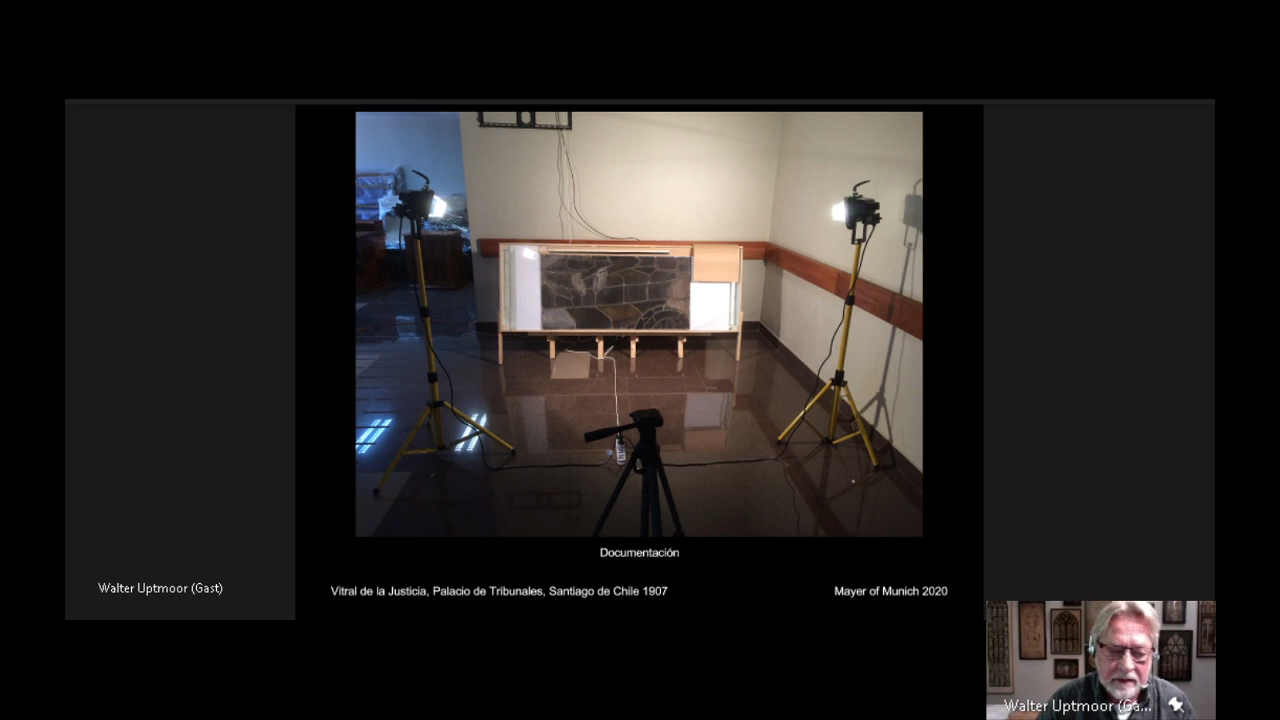 Documentación
Walter Uptmoor (Gast)
Vitral de la Justicia, Palacio de Tribunales, Santiago de Chile 1907
Mayer of Munich 2020
Walter Uptmoor (Ga...